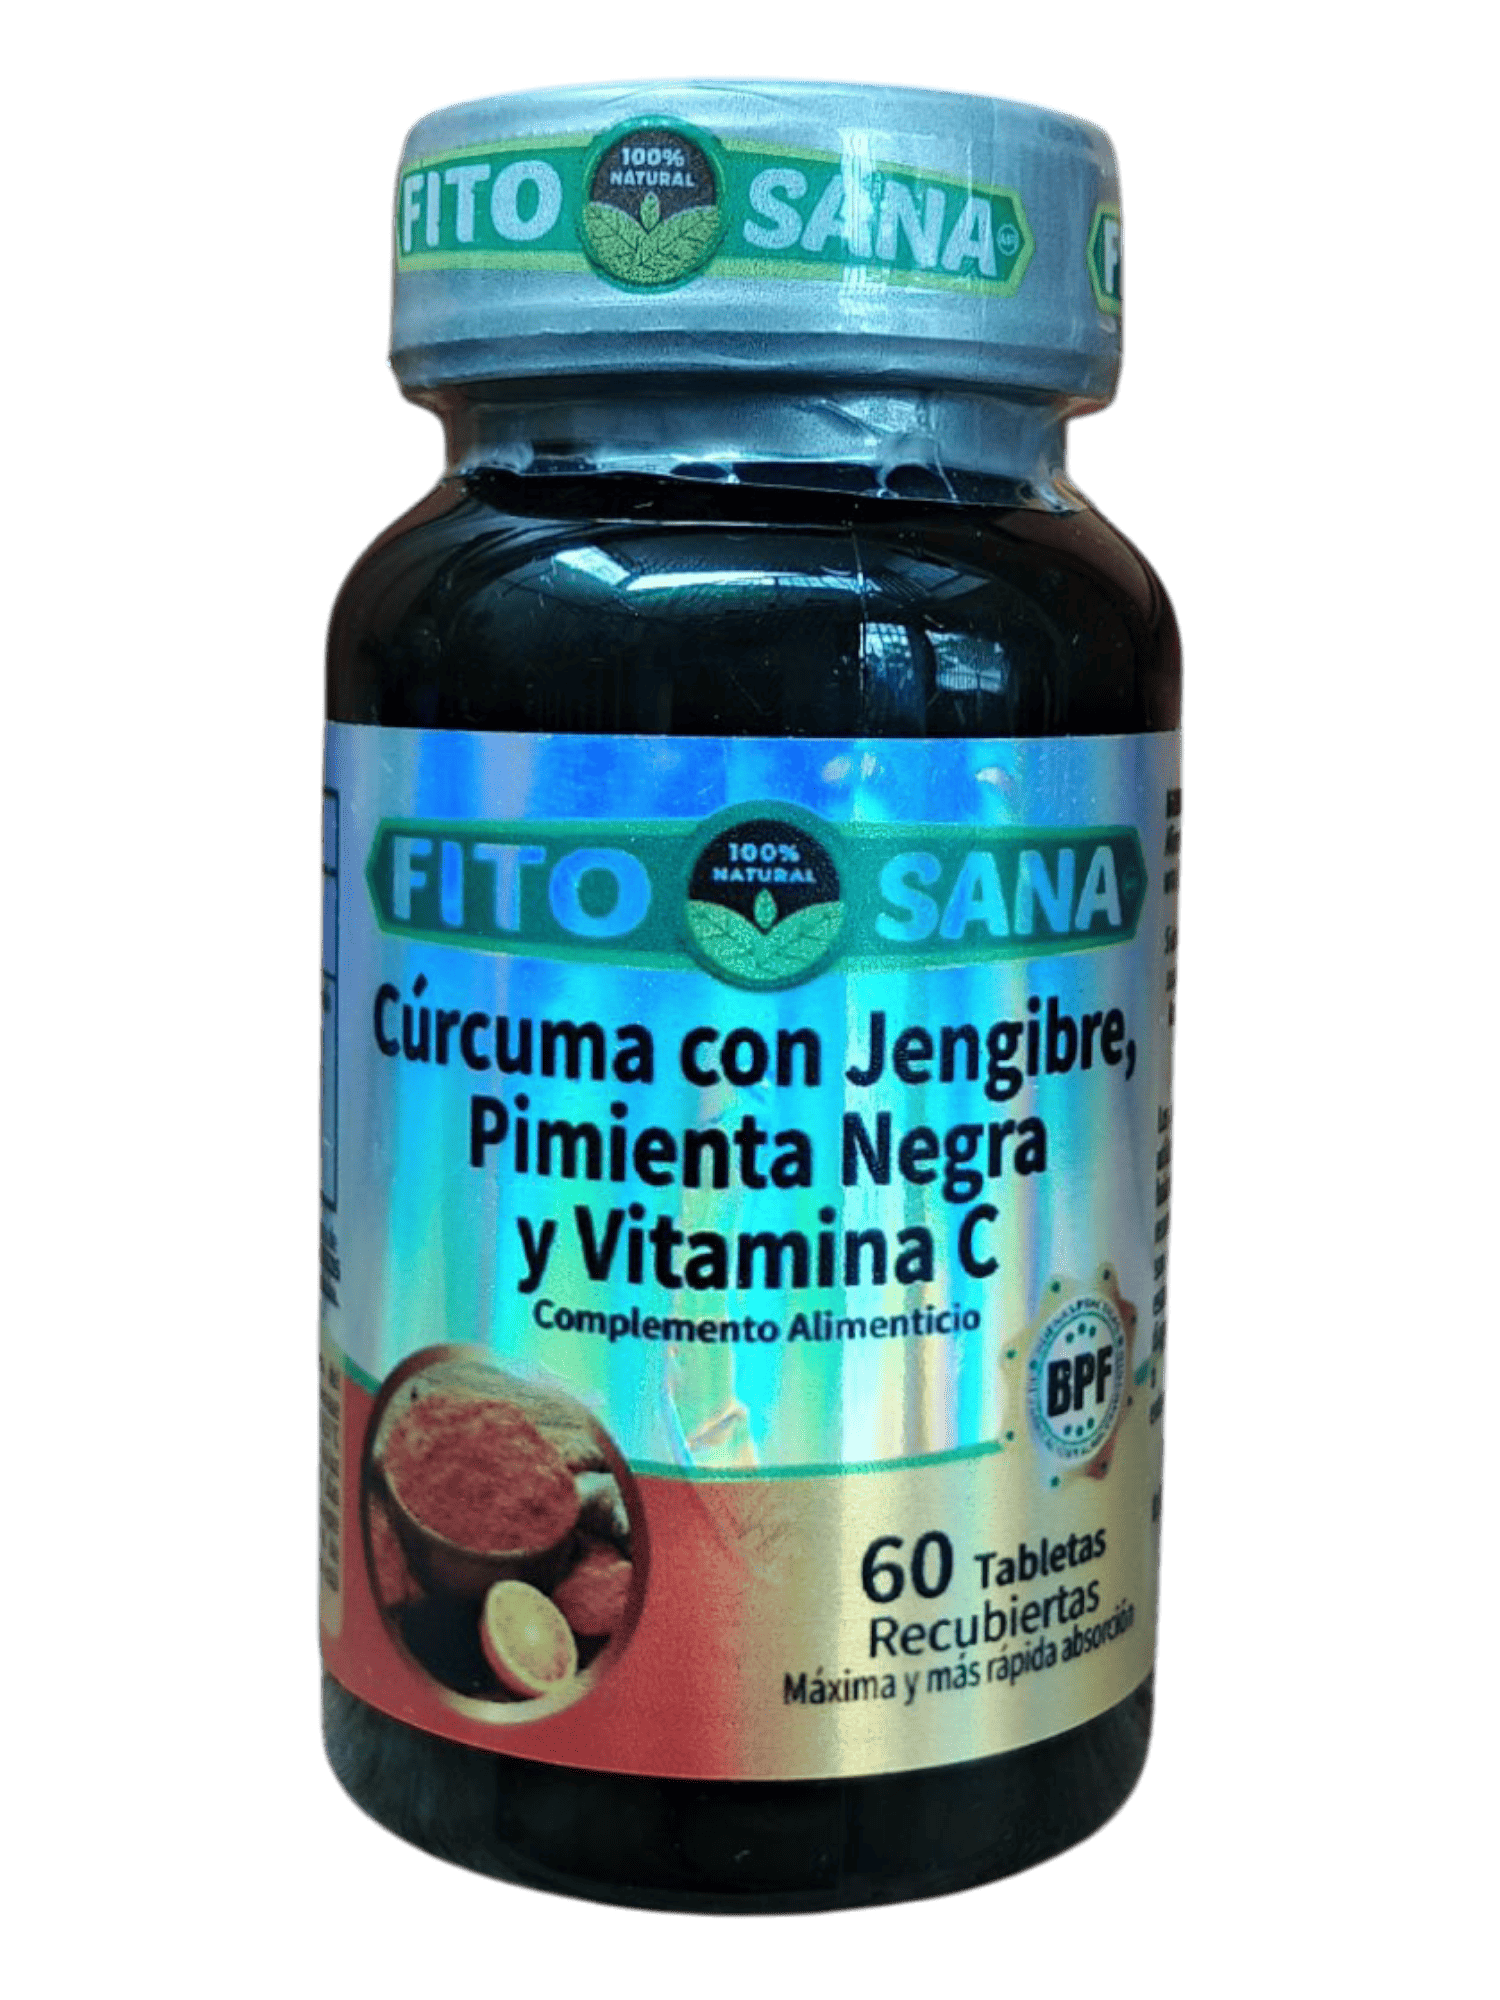 FITO 100% NATURAL SANA
FITO 100% NATURAL SANA
Cúrcuma con Jengibre,
Pimienta Negra
y Vitamina C
Complemento Alimenticio
BPF
60 Tabletas
Recubiertas
Máxima y más rápida absorción